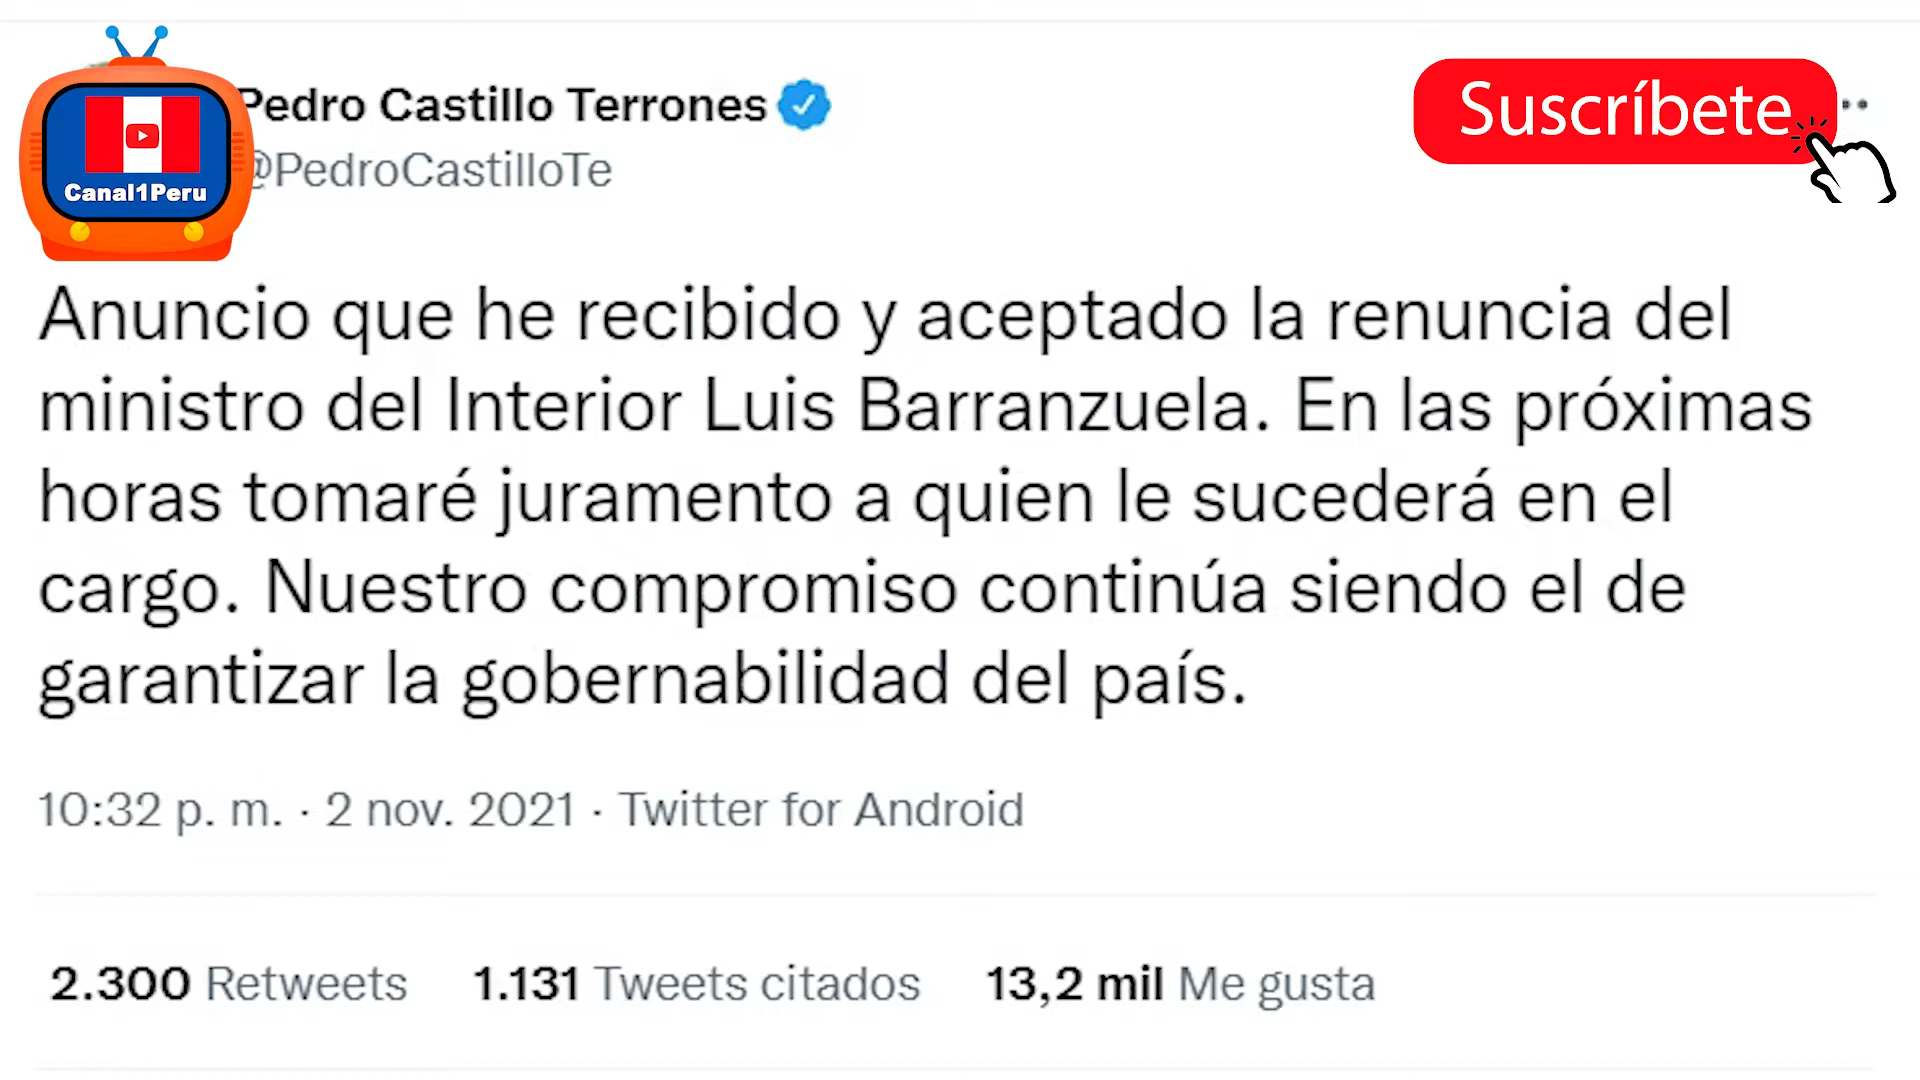 Canal1Peru
Pedro Castillo Terrones
@PedroCastilloTe
Suscríbete
Anuncio que he recibido y aceptado la renuncia del
ministro del Interior Luis Barranzuela. En las próximas
horas tomaré juramento a quien le sucederá en el
cargo. Nuestro compromiso continúa siendo el de
garantizar la gobernabilidad del país.
10:32 p. m. · 2 nov. 2021 · Twitter for Android
2.300 Retweets 1.131 Tweets citados 13,2 mil Me gusta